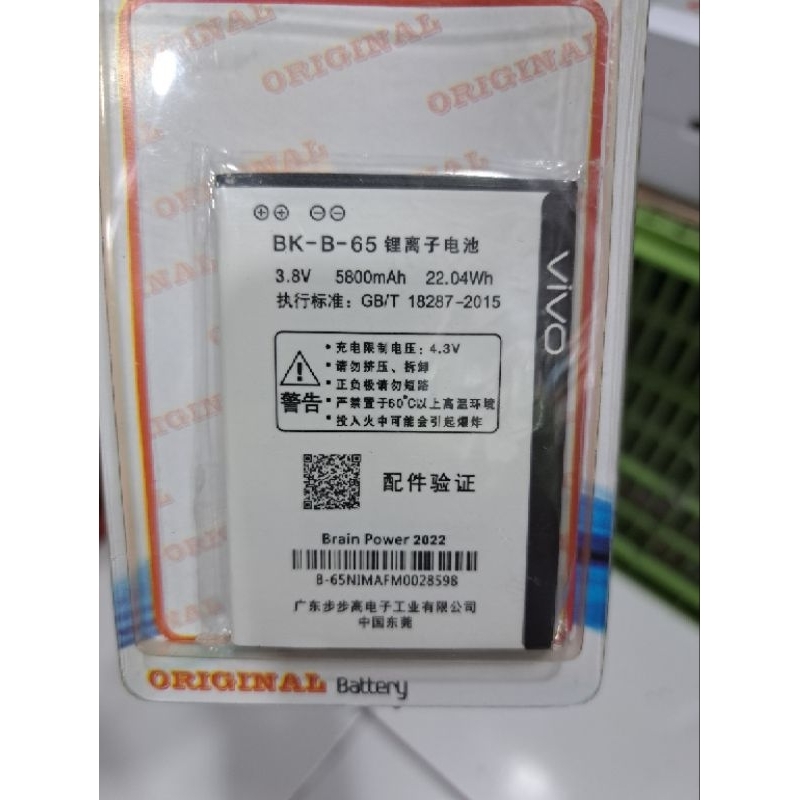 ORIGINAL
ORIGINAL
ORIGINAL
ORIGINAL
ORIGINAL
⊕⊕ ⊖⊖
BK-B-65 锂离子电池
3.8V 5800mAh 22.04Wh
执行标准: GB/T 18287-2015
vivo
• 充电限制电压: 4.3V
• 请勿挤压、拆卸
• 正负极请勿短路
警告 • 严禁置于60°C以上高温环境
• 投入火中可能会引起爆炸
配件验证
Brain Power 2022
B-65NIMAFM0028598
广东步步高电子工业有限公司
中国东莞
ORIGINAL Battery